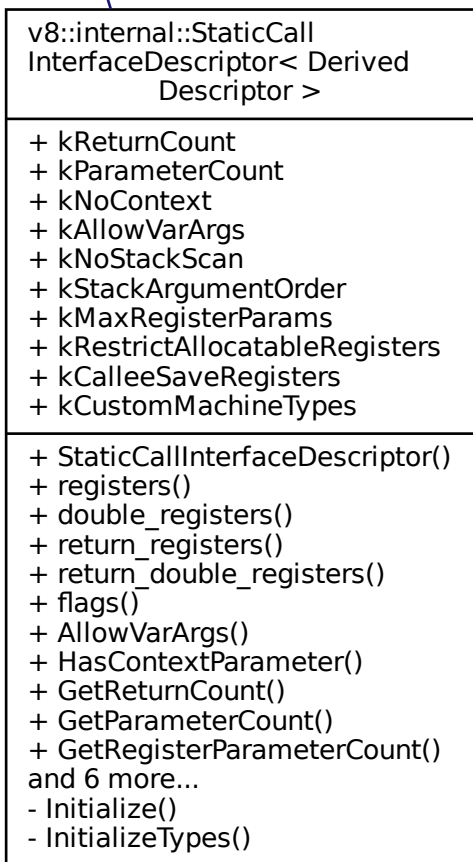 v8::internal::StaticCall
InterfaceDescriptor< Derived
Descriptor >
+ kReturnCount
+ kParameterCount
+ kNoContext
+ kAllowVarArgs
+ kNoStackScan
+ kStackArgumentOrder
+ kMaxRegisterParams
+ kRestrictAllocatableRegisters
+ kCalleeSaveRegisters
+ kCustomMachineTypes
+ StaticCallInterfaceDescriptor()
+ registers()
+ double_registers()
+ return_registers()
+ return_double_registers()
+ flags()
+ AllowVarArgs()
+ HasContextParameter()
+ GetReturnCount()
+ GetParameterCount()
+ GetRegisterParameterCount()
and 6 more...
- Initialize()
- InitializeTypes()